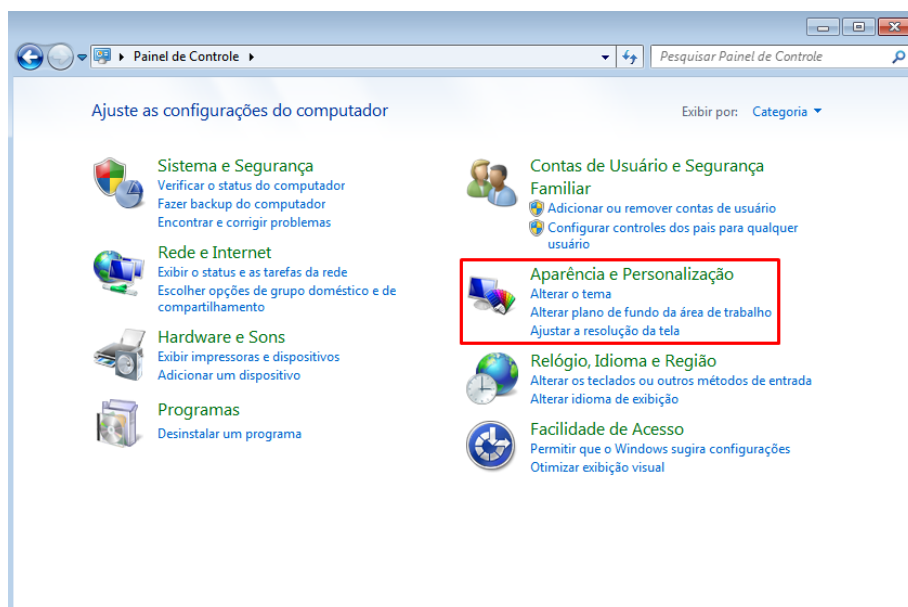 Painel de Controle
Pesquisar Painel de Controle
Ajuste as configurações do computador
Exibir por: Categoria
Sistema e Segurança
Verificar o status do computador
Fazer backup do computador
Encontrar e corrigir problemas
Rede e Internet
Exibir o status e as tarefas da rede
Escolher opções de grupo doméstico e de
compartilhamento
Hardware e Sons
Exibir impressoras e dispositivos
Adicionar um dispositivo
Programas
Desinstalar um programa
Contas de Usuário e Segurança
Familiar
Adicionar ou remover contas de usuário
Configurar controles dos pais para qualquer
usuário
Aparência e Personalização
Alterar o tema
Alterar plano de fundo da área de trabalho
Ajustar a resolução da tela
Relógio, Idioma e Região
Alterar os teclados ou outros métodos de entrada
Alterar idioma de exibição
Facilidade de Acesso
Permitir que o Windows sugira configurações
Otimizar exibição visual